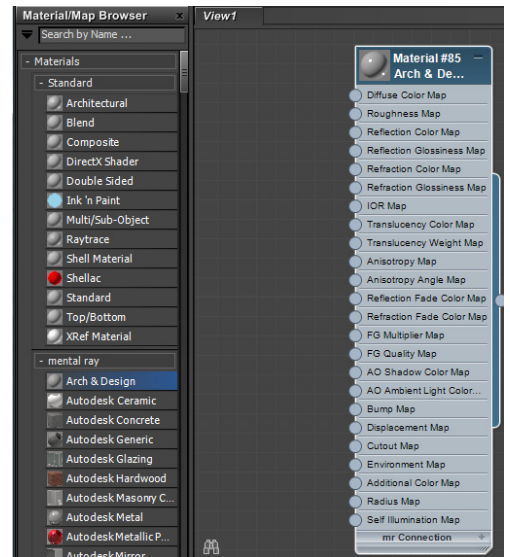 Material/Map Browser x
Search by Name ...
- Materials
- Standard
Architectural
Blend
Composite
DirectX Shader
Double Sided
Ink 'n Paint
Multi/Sub-Object
Raytrace
Shell Material
Shellac
Standard
Top/Bottom
XRef Material
- mental ray
Arch & Design
Autodesk Ceramic
Autodesk Concrete
Autodesk Generic
Autodesk Glazing
Autodesk Hardwood
Autodesk Masonry C...
Autodesk Metal
Autodesk Metallic P...
Autodesk Mirror
View1
Material #85
Arch & De...
Diffuse Color Map
Roughness Map
Reflection Color Map
Reflection Glossiness Map
Refraction Color Map
Refraction Glossiness Map
IOR Map
Translucency Color Map
Translucency Weight Map
Anisotropy Map
Anisotropy Angle Map
Reflection Fade Color Map
Refraction Fade Color Map
FG Multiplier Map
FG Quality Map
AO Shadow Color Map
AO Ambient Light Color...
Bump Map
Displacement Map
Cutout Map
Environment Map
Additional Color Map
Radius Map
Self Illumination Map
mr Connection +